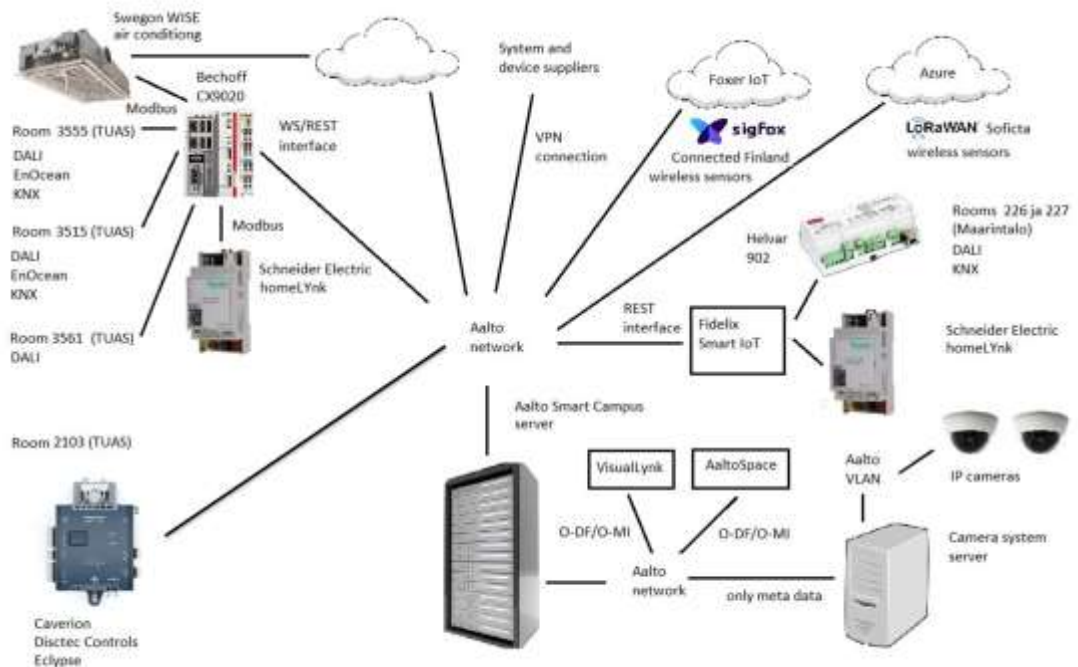 Swegon WISE
air conditiong
Bechoff
CX9020
Modbus
Room 3555 (TUAS)
DALI
EnOcean
KNX
WS/REST
interface
Room 3515 (TUAS)
DALI
EnOcean
KNX
Modbus
Schneider Electric
homeLYnk
Room 3561 (TUAS)
DALI
System and
device suppliers
VPN
connection
Foxer IoT
sigfox
Connected Finland
wireless sensors
Azure
LoRaWAN Soficta
wireless sensors
Helvar
902
Rooms 226 ja 227
(Maarintalo)
DALI
KNX
REST
interface
Fidelix
Smart IoT
Schneider Electric
homeLYnk
Aalto
network
Aalto Smart Campus
server
Room 2103 (TUAS)
Caverion
Disctec Controls
Eclypse
VisualLynk
AaltoSpace
O-DF/O-MI
O-DF/O-MI
Aalto
network
only meta data
Aalto
VLAN
IP cameras
Camera system
server